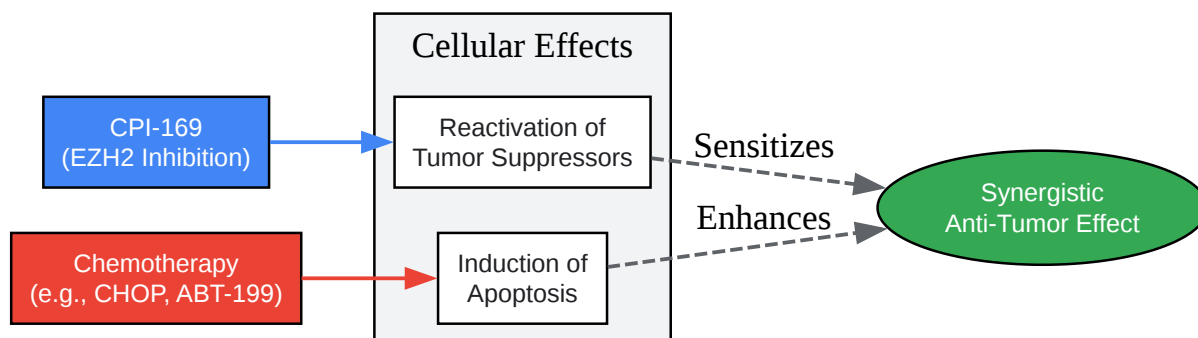 Cellular Effects
CPI-169
(EZH2 Inhibition)
Reactivation of
Tumor Suppressors
Sensitizes
Synergistic
Anti-Tumor Effect
Enhances
Chemotherapy
(e.g., CHOP, ABT-199)
Induction of
Apoptosis